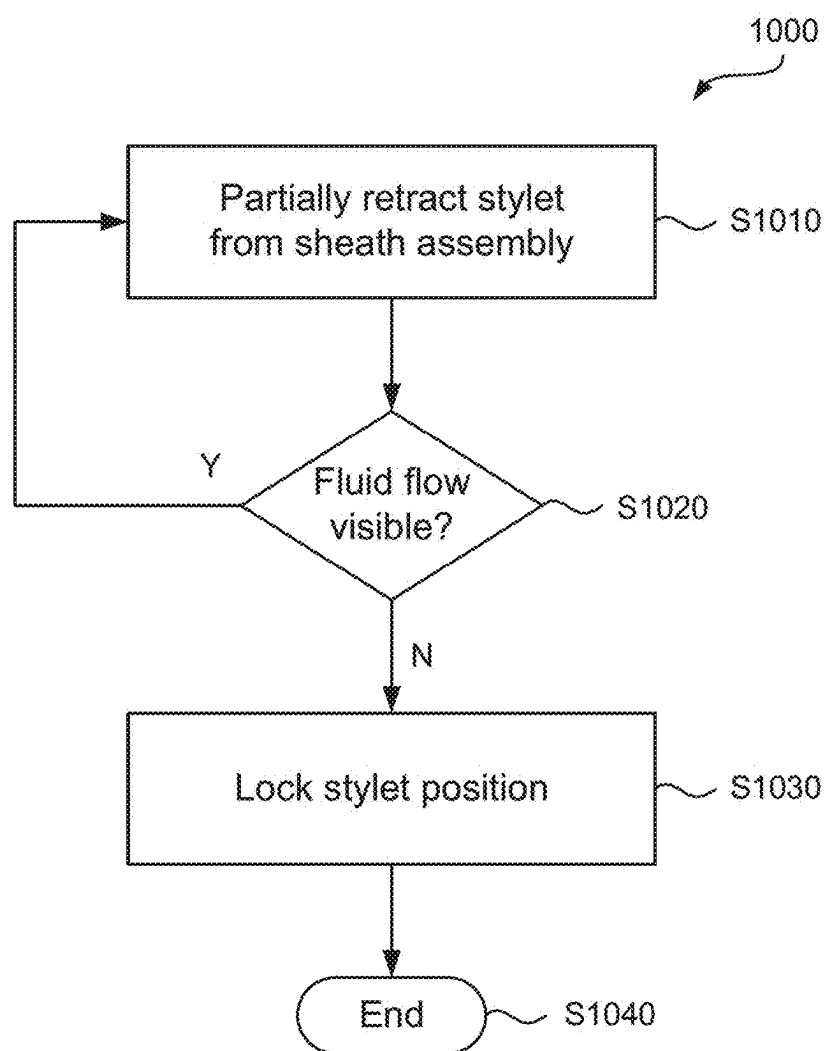 1000
Partially retract stylet
from sheath assembly
S1010
Y
Fluid flow
visible?
S1020
N
Lock stylet position
S1030
End
S1040